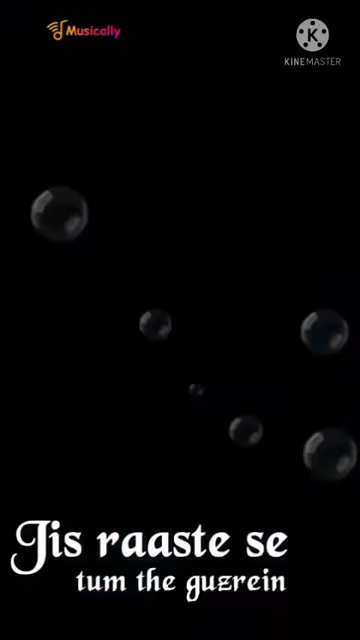 Musically
K
KINEMASTER
Jis raaste se
tum the guzrein